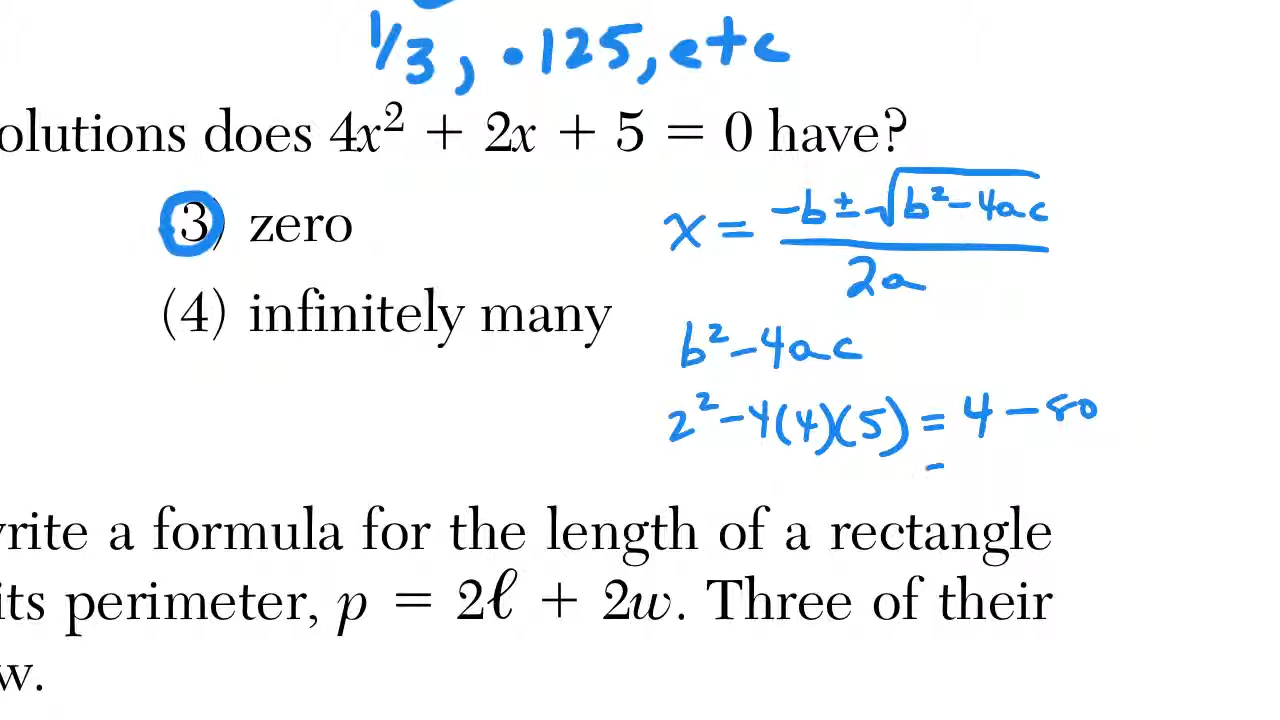 1/3, .125, etc
olutions does 4x² + 2x + 5 = 0 have?
3) zero
x = -b ± √b² - 4ac
2a
(4) infinitely many
b² - 4ac
2² - 4(4)(5) = 4 - 80
=
write a formula for the length of a rectangle
its perimeter, p = 2ℓ + 2w. Three of their
w.